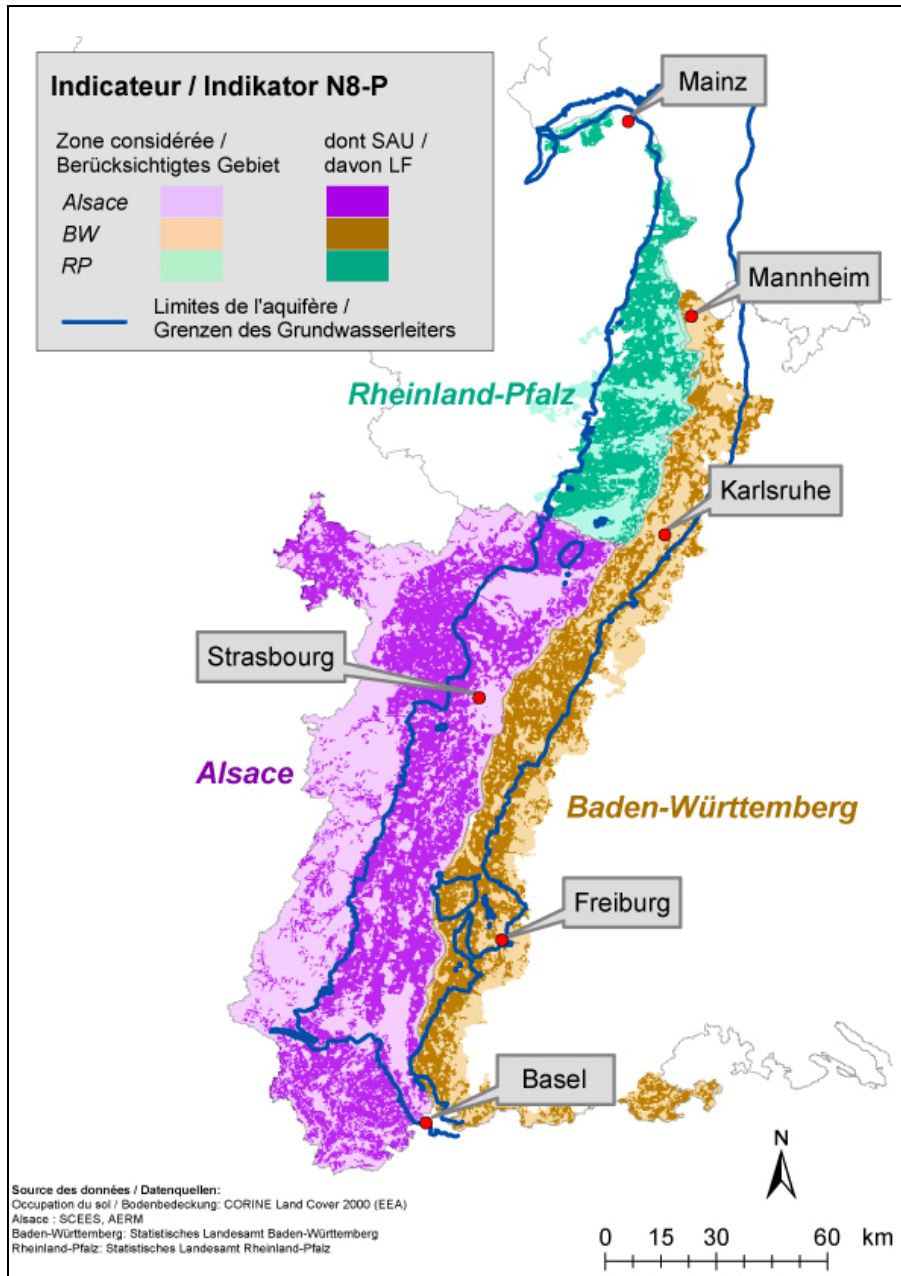 Indicateur / Indikator N8-P
Zone considérée / dont SAU /
Berücksichtigtes Gebiet davon LF
Alsace
BW
RP
Limites de l'aquifère /
Grenzen des Grundwasserleiters
Mainz
Mannheim
Rheinland-Pfalz
Karlsruhe
Strasbourg
Alsace
Baden-Württemberg
Freiburg
Basel
N
Source des données / Datenquellen:
Occupation du sol / Bodenbedeckung: CORINE Land Cover 2000 (EEA)
Alsace : SCEES, AERM
Baden-Württemberg: Statistisches Landesamt Baden-Württemberg
Rheinland-Pfalz: Statistisches Landesamt Rheinland-Pfalz
0 15 30 60 km